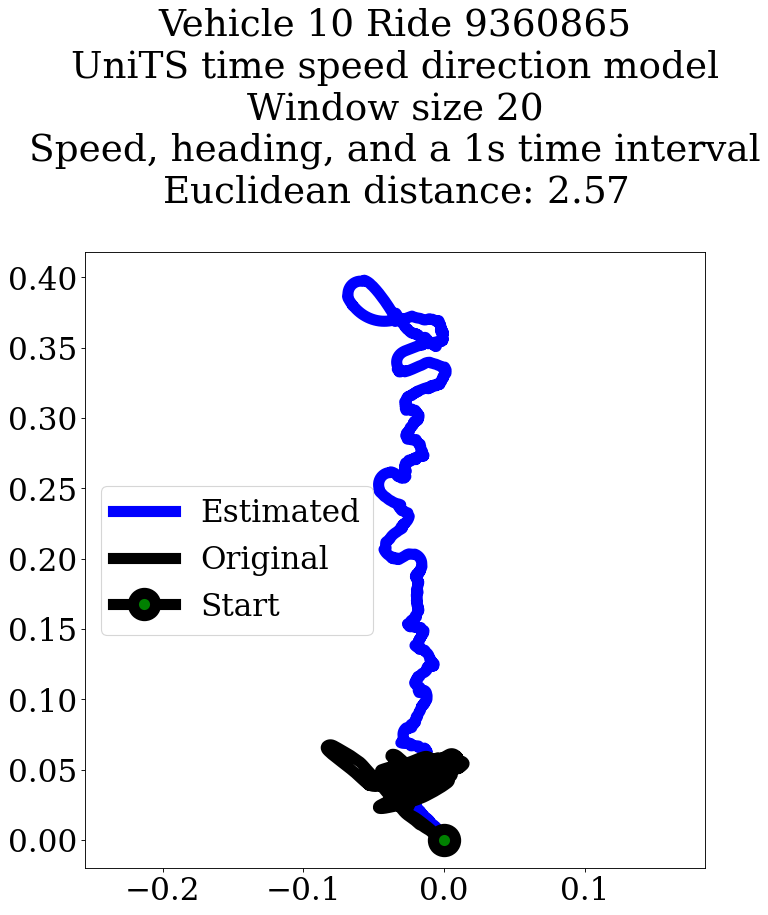 Vehicle 10 Ride 9360865
UniTS time speed direction model
Window size 20
Speed, heading, and a 1s time interval
Euclidean distance: 2.57
0.40
0.35
0.30
0.25
0.20
0.15
0.10
0.05
0.00
Estimated
Original
Start
−0.2
−0.1
0.0
0.1